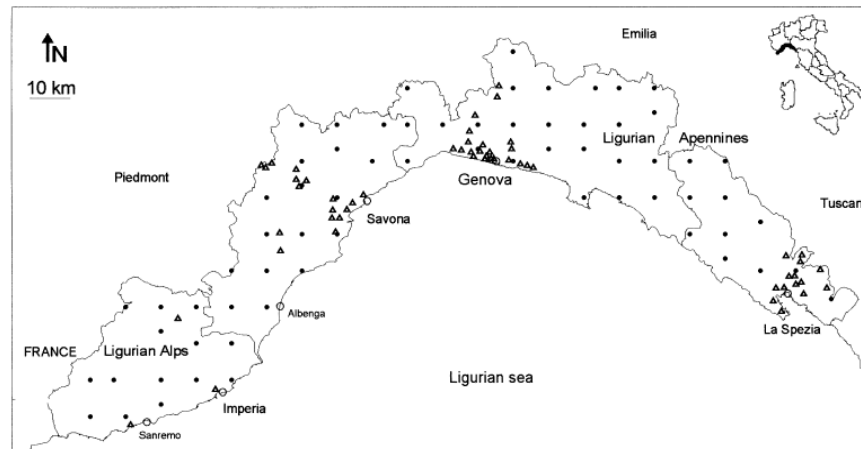 Emilia
N
10 km
Ligurian Apennines
Piedmont
Genova
Tuscan
Savona
Albenga
La Spezia
FRANCE
Ligurian Alps
Ligurian sea
Imperia
Sanremo